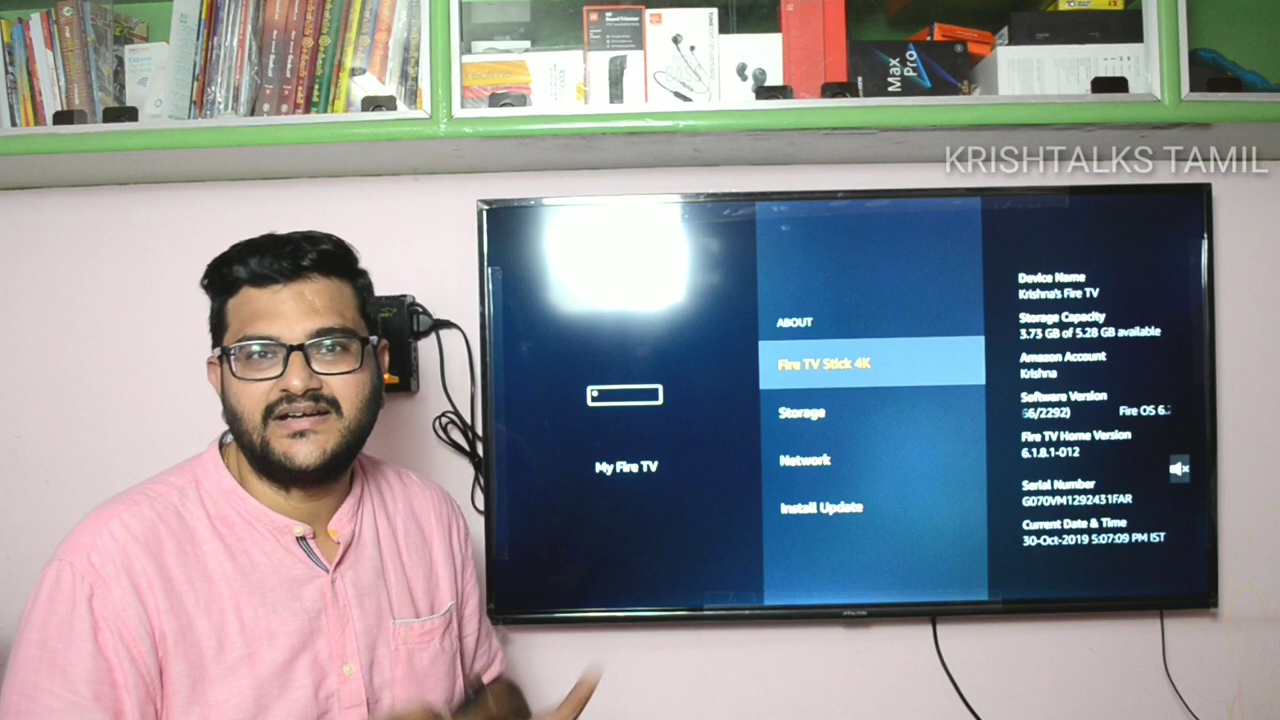 Max
Pro
KRISHTALKS TAMIL
My Fire TV
ABOUT
Fire TV Stick 4K
Storage
Network
Install Update
Device Name
Krishna's Fire TV
Storage Capacity
3.73 GB of 5.28 GB available
Amazon Account
Krishna
Software Version
66/2292) Fire OS 6.
Fire TV Home Version
6.1.8.1-012
Serial Number
G070VM1292431FAR
Current Date & Time
30-Oct-2019 5:07:09 PM IST